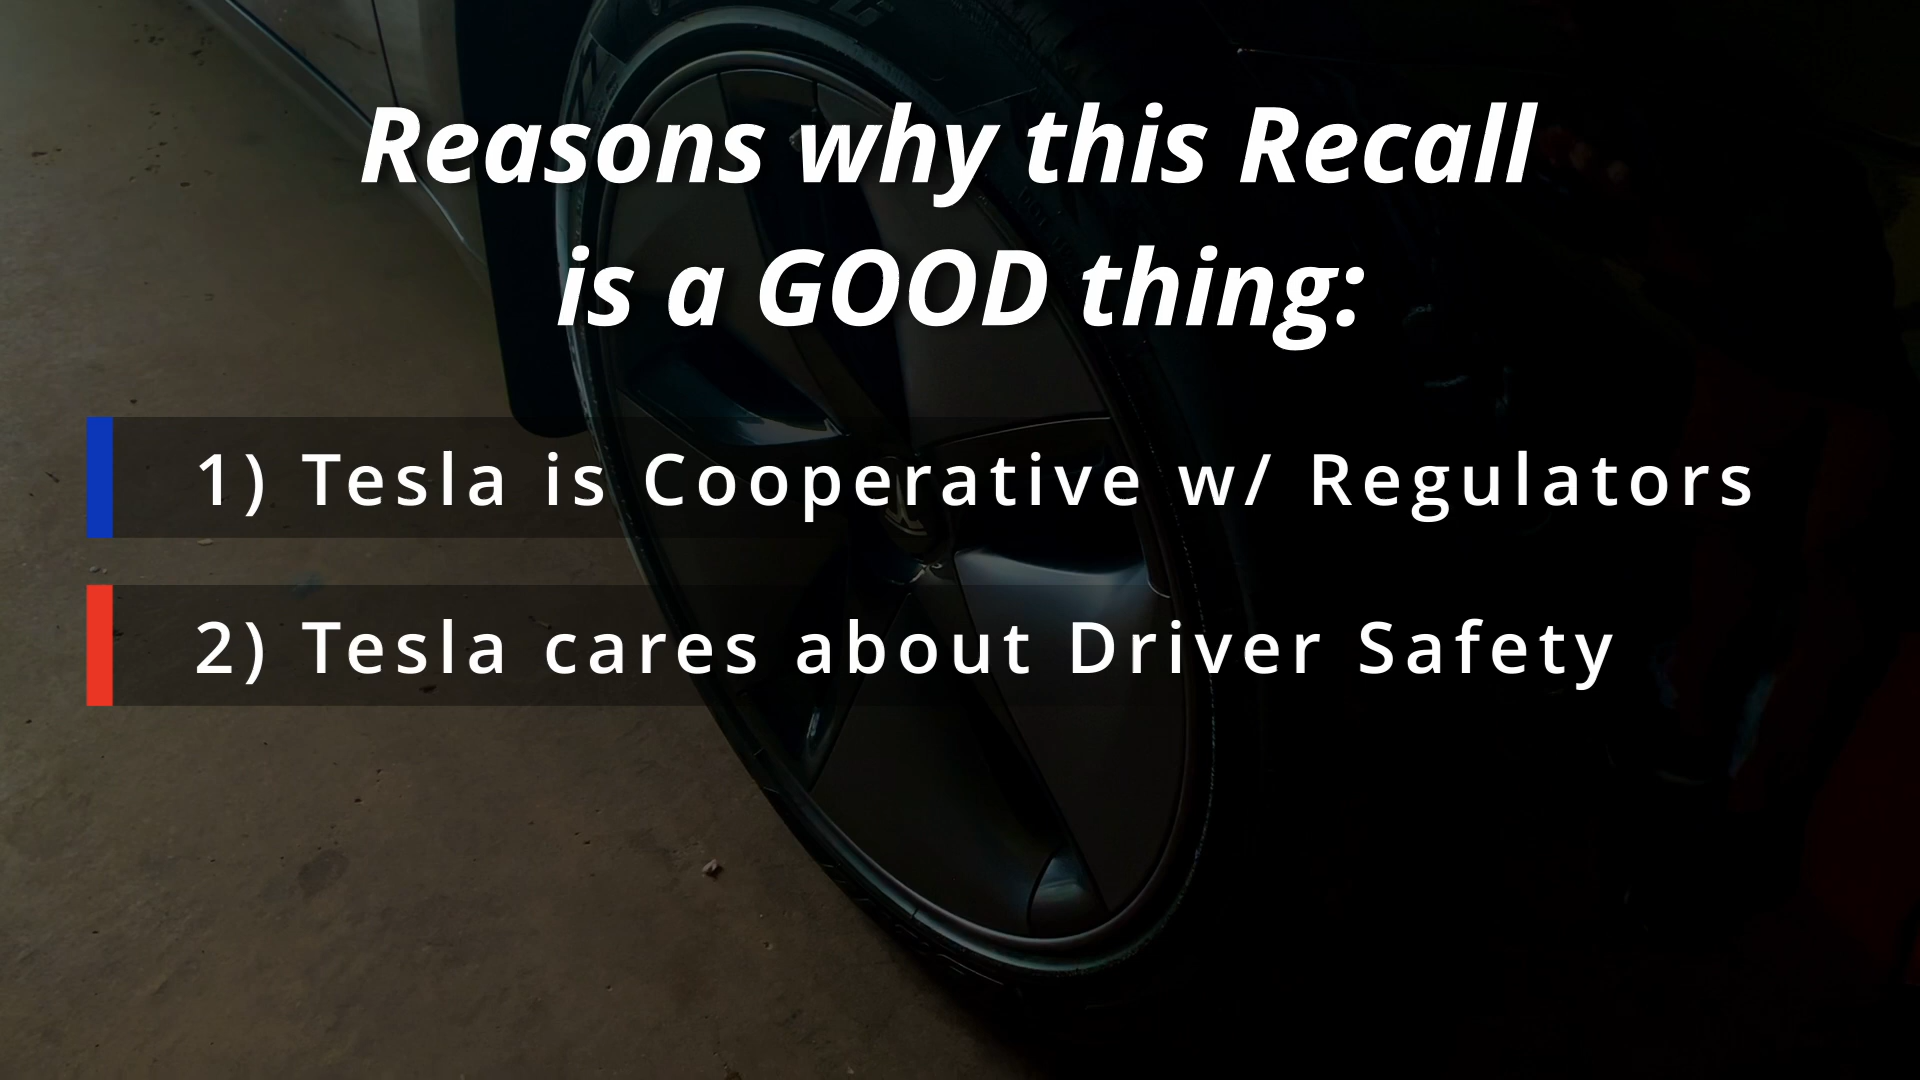 Reasons why this Recall
is a GOOD thing:
1) Tesla is Cooperative w/ Regulators
2) Tesla cares about Driver Safety